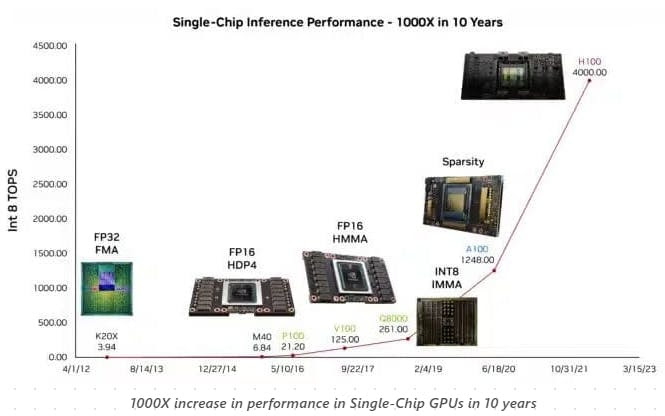 Single-Chip Inference Performance - 1000X in 10 Years
Int 8 TOPS
4500.00
4000.00
3500.00
3000.00
2500.00
2000.00
1500.00
1000.00
500.00
0.00
FP32
FMA
K20X
3.94
FP16
HDP4
M40
6.84
P100
21.20
FP16
HMMA
V100
125.00
Q8000
261.00
INT8
IMMA
Sparsity
A100
1248.00
H100
4000.00
4/1/12 8/14/13 12/27/14 5/10/16 9/22/17 2/4/19 6/18/20 10/31/21 3/15/23
1000X increase in performance in Single-Chip GPUs in 10 years